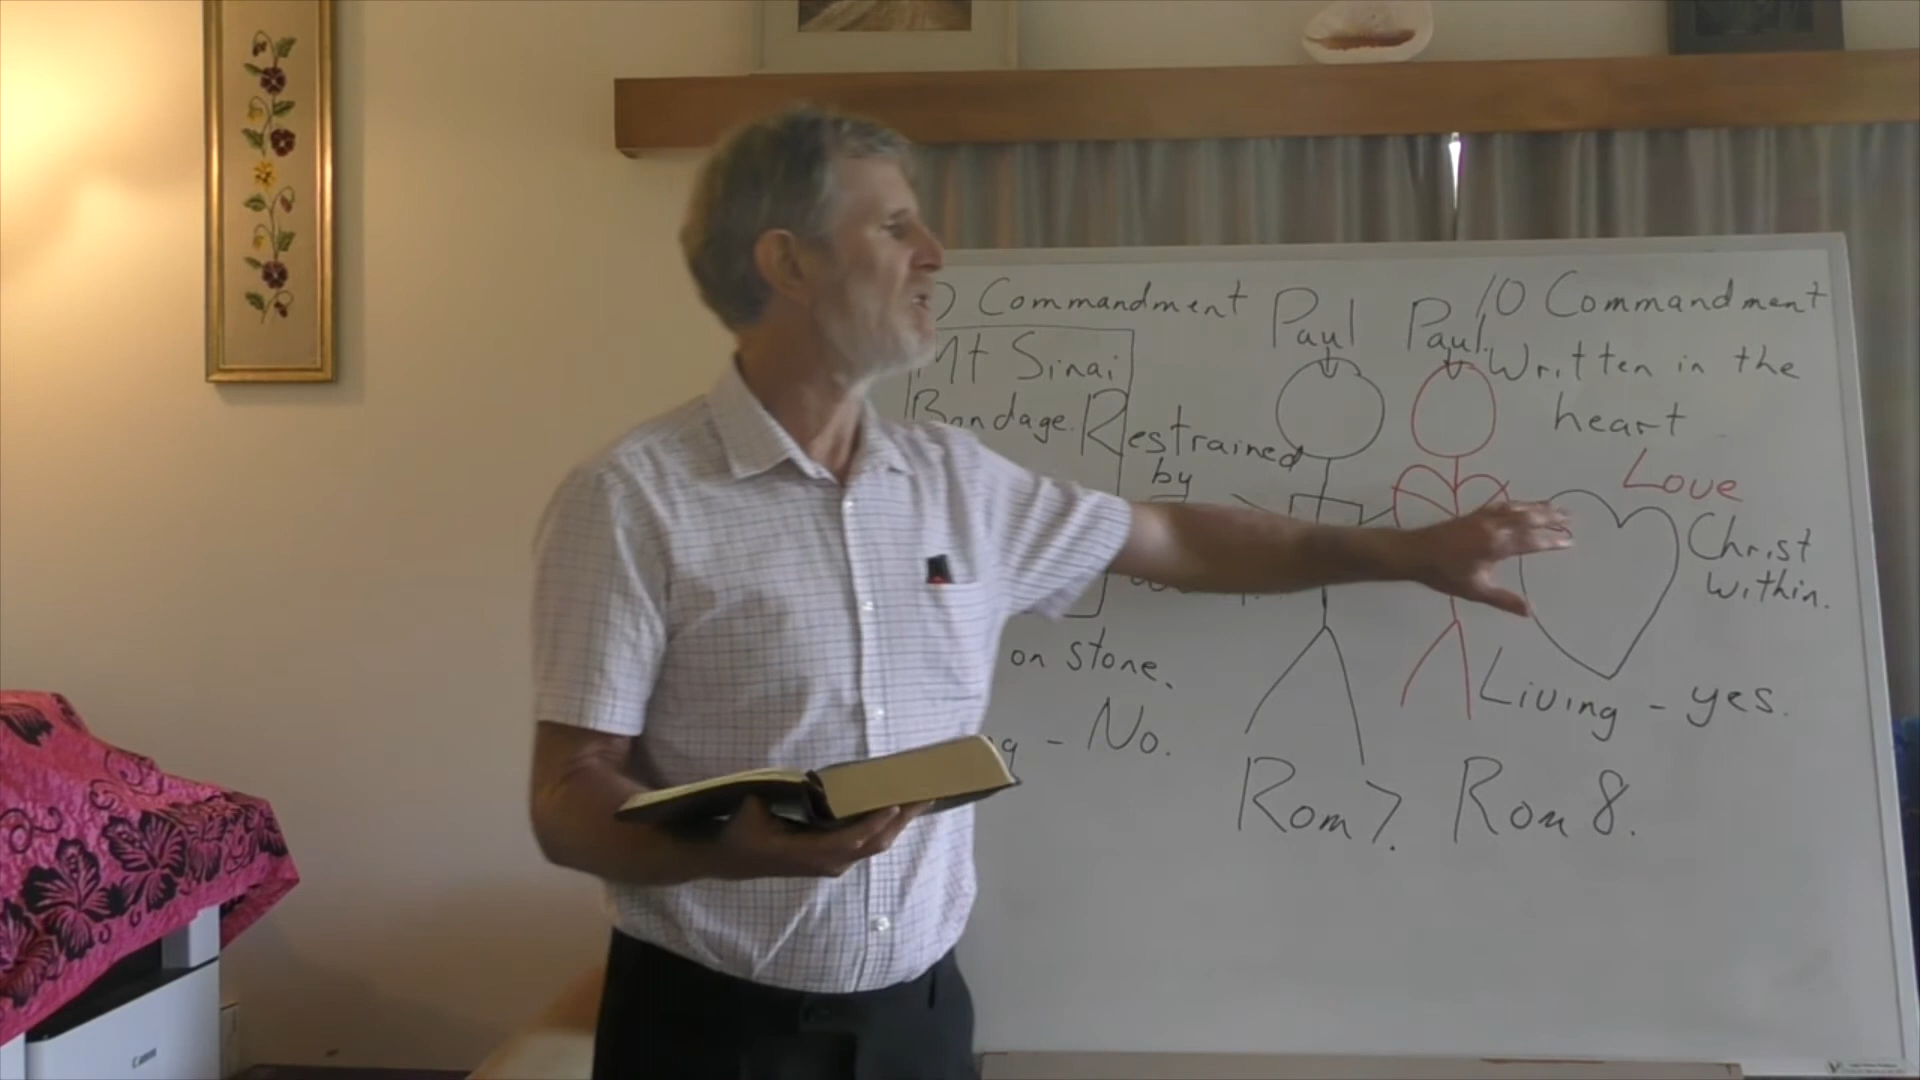 Commandment
Mt Sinai
Bondage.
Restrained
by
on stone.
- No.
Paul
Paul
Rom 7.
Rom 8.
10 Commandment
Written in the
heart
Love
Christ
within.
Living - yes.
Canon